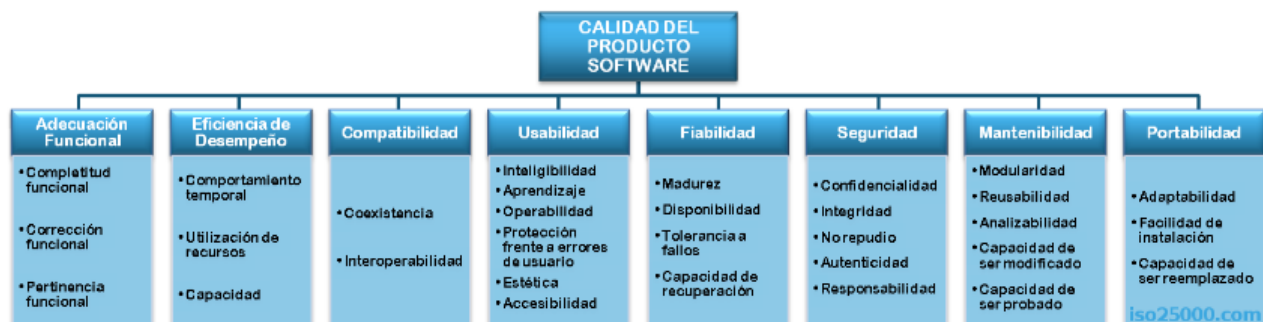 CALIDAD DEL
PRODUCTO
SOFTWARE
Adecuación
Funcional
• Completitud
funcional
• Corrección
funcional
• Pertinencia
funcional
Eficiencia de
Desempeño
• Comportamiento
temporal
• Utilización de
recursos
• Capacidad
Compatibilidad
• Coexistencia
• Interoperabilidad
Usabilidad
• Inteligibilidad
• Aprendizaje
• Operabilidad
• Protección
frente a errores
de usuario
• Estética
• Accesibilidad
Fiabilidad
• Madurez
• Disponibilidad
• Tolerancia a
fallos
• Capacidad de
recuperación
Seguridad
• Confidencialidad
• Integridad
• No repudio
• Autenticidad
• Responsabilidad
Mantenibilidad
• Modularidad
• Reusabilidad
• Analizabilidad
• Capacidad de
ser modificado
• Capacidad de
ser probado
Portabilidad
• Adaptabilidad
• Facilidad de
instalación
• Capacidad de
ser reemplazado
iso25000.com